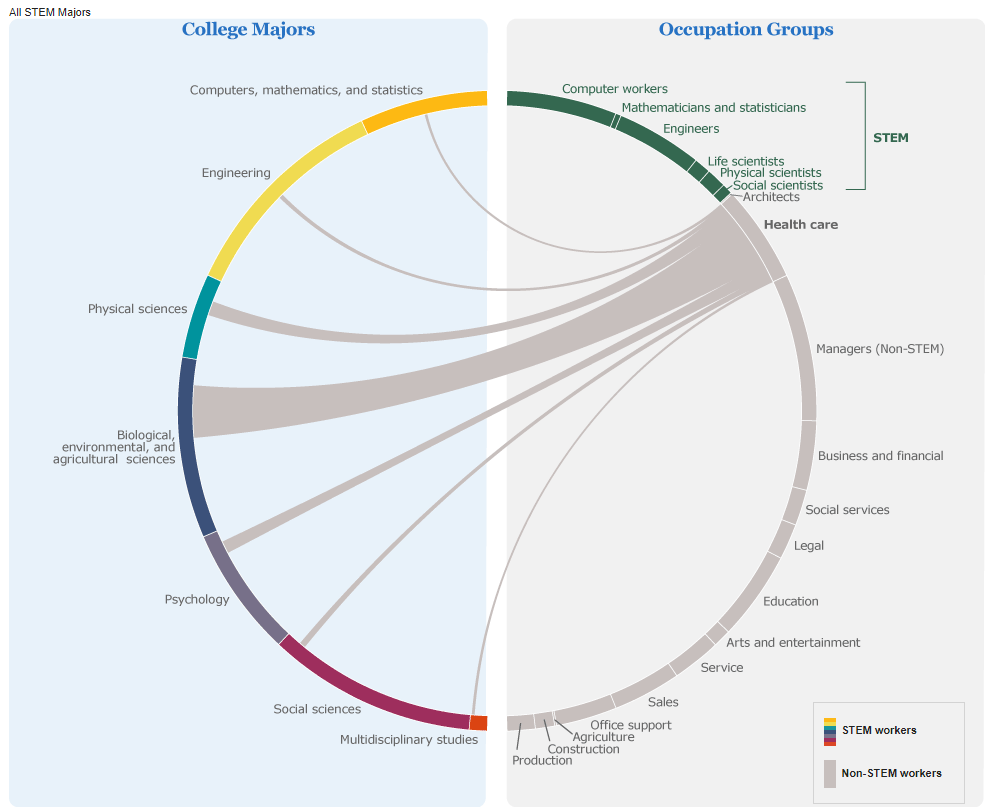 All STEM Majors
College Majors
Occupation Groups
Computers, mathematics, and statistics
Engineering
Physical sciences
Biological,
environmental, and
agricultural  sciences
Psychology
Social sciences
Multidisciplinary studies
Computer workers
Mathematicians and statisticians
Engineers
Life scientists
Physical scientists
Social scientists
STEM
Architects
Health care
Managers (Non-STEM)
Business and financial
Social services
Legal
Education
Arts and entertainment
Service
Sales
Office support
Agriculture
Construction
Production
STEM workers
Non-STEM workers